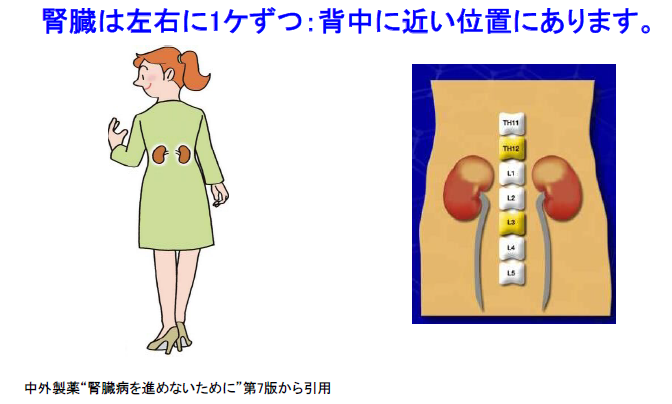 腎臓は左右に1ケずつ：背中に近い位置にあります。
TH11
TH12
L1
L2
L3
L4
L5
中外製薬“腎臓病を進めないために”第7版から引用